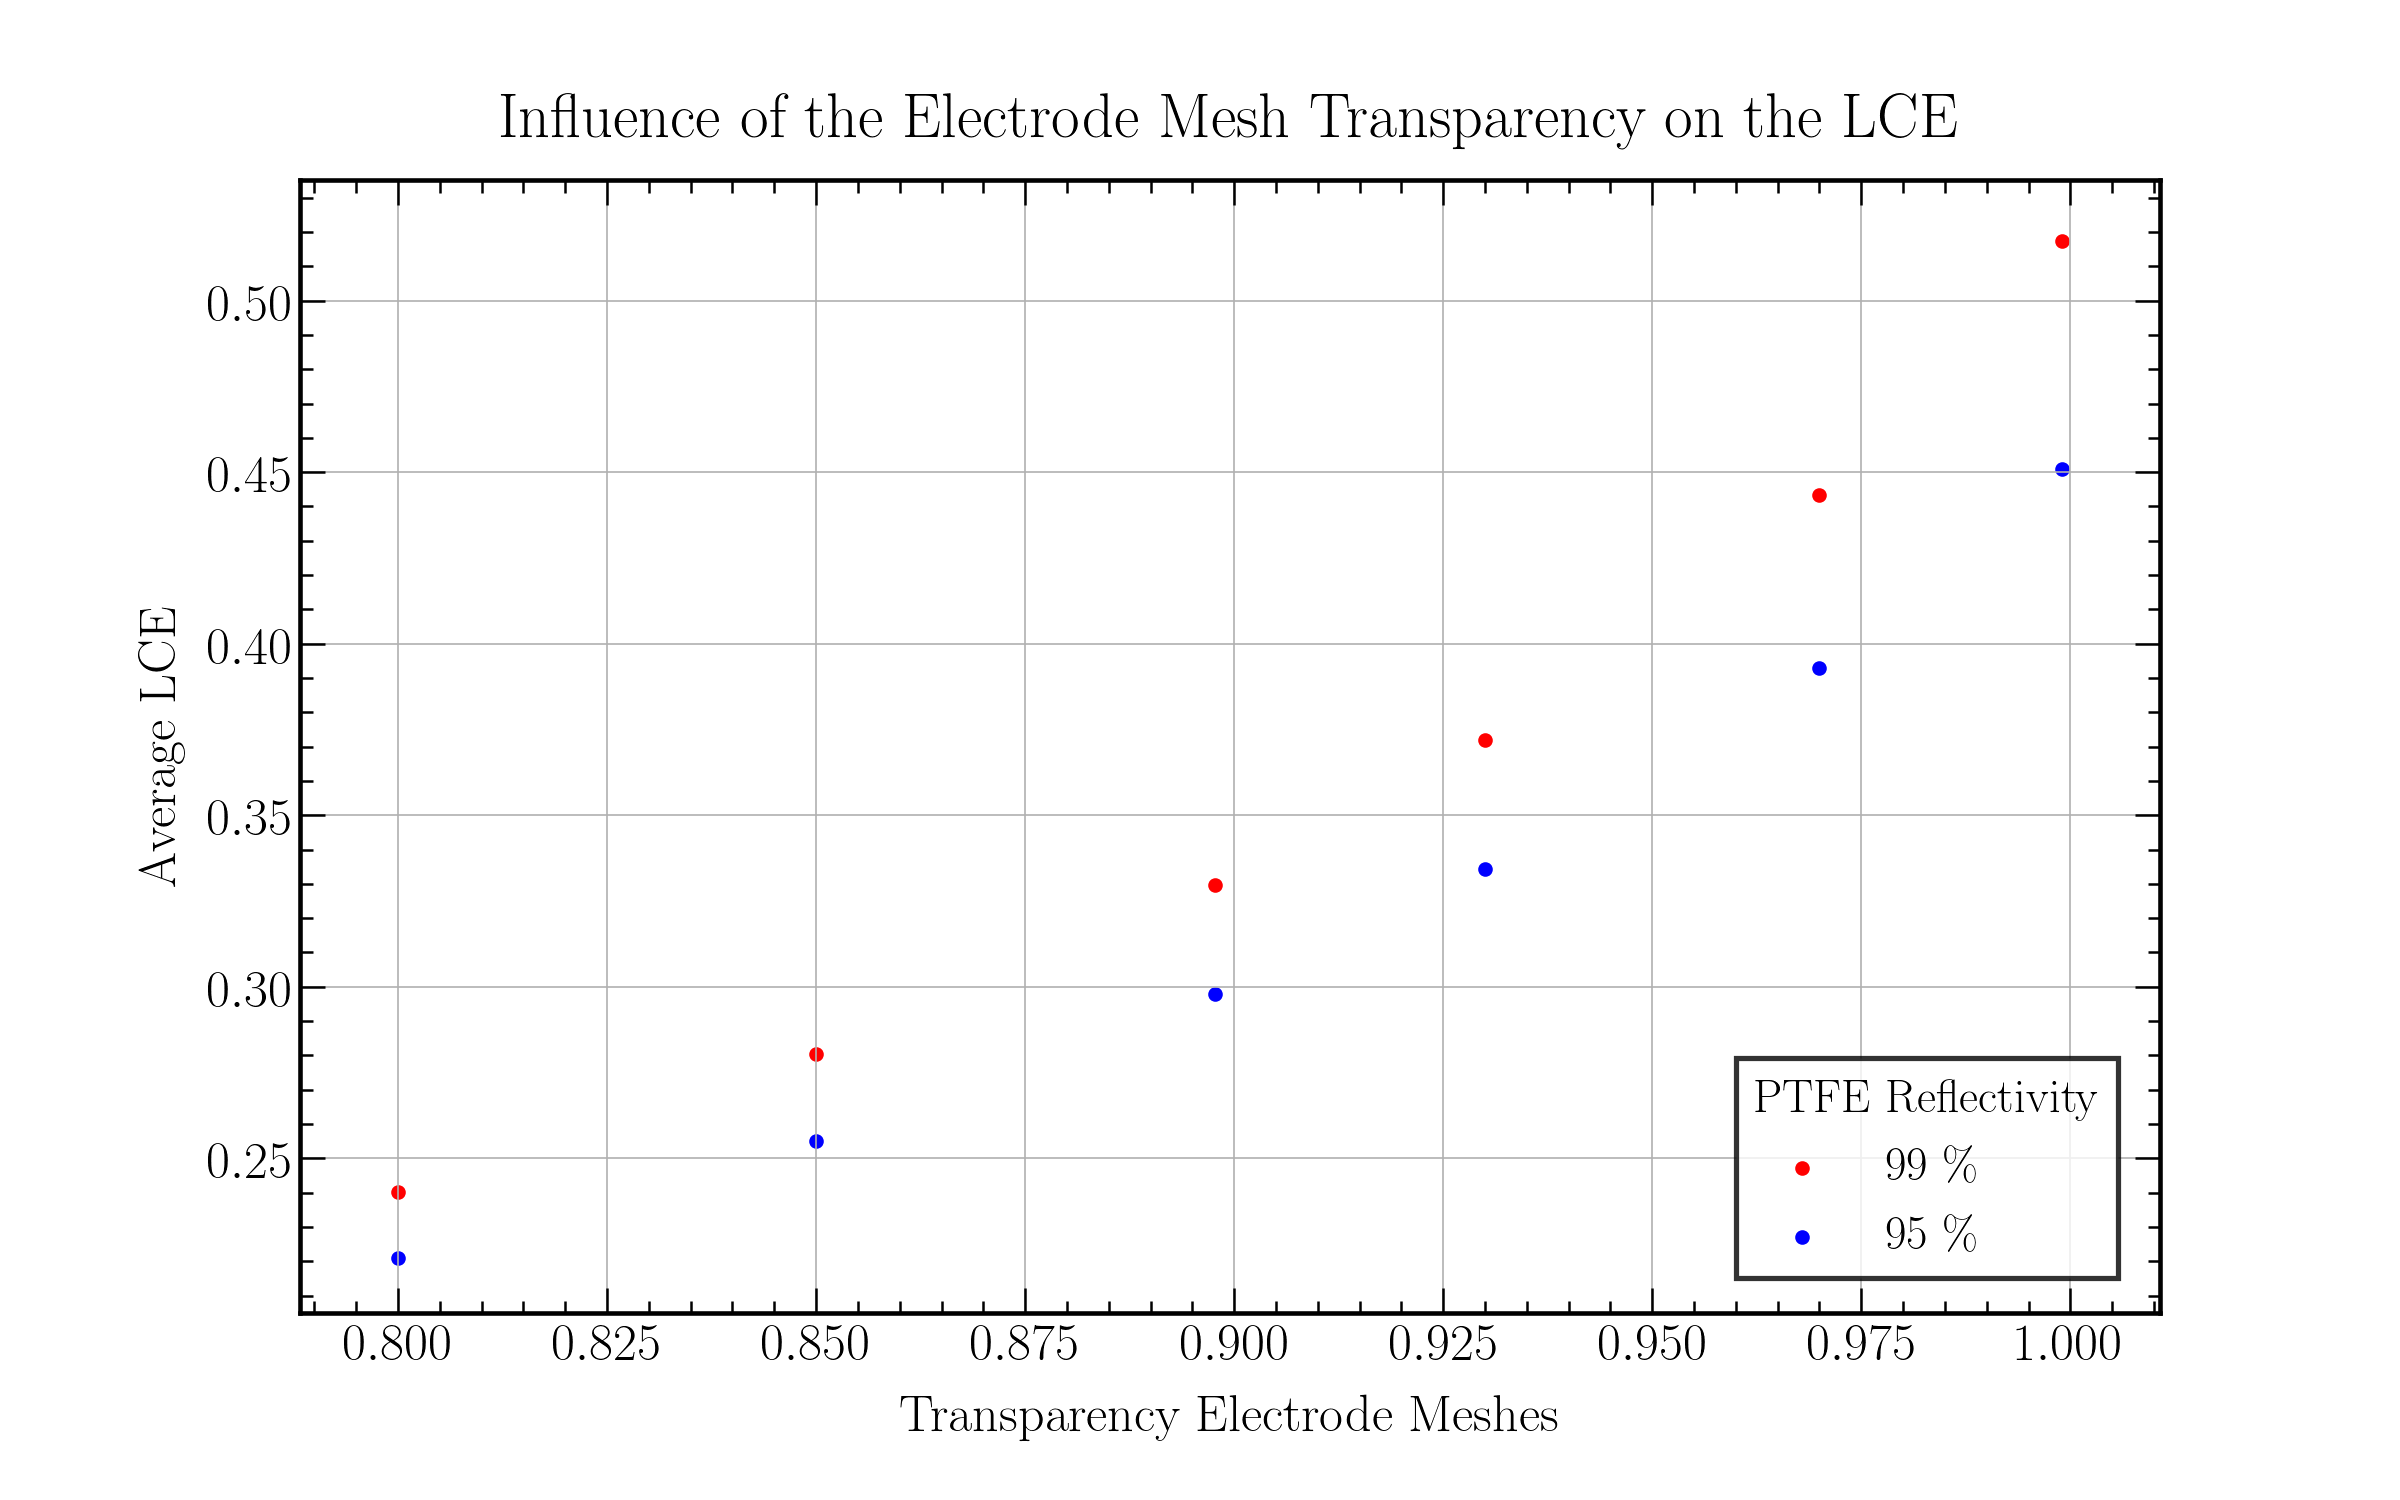 Influence of the Electrode Mesh Transparency on the LCE
Average LCE
0.50
0.45
0.40
0.35
0.30
0.25
PTFE Reflectivity
99 %
95 %
0.800 0.825 0.850 0.875 0.900 0.925 0.950 0.975 1.000
Transparency Electrode Meshes